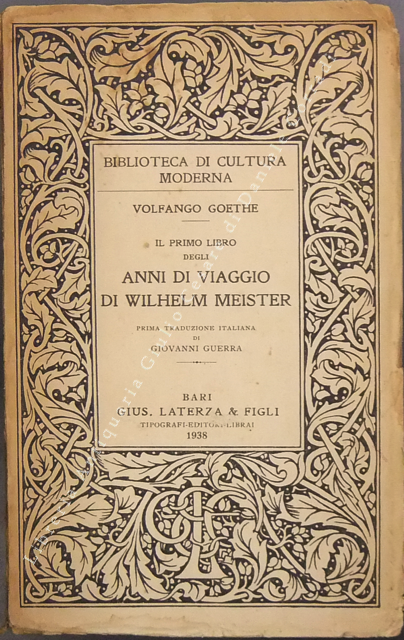 BIBLIOTECA DI CULTURA
MODERNA
VOLFANGO GOETHE
IL PRIMO LIBRO
DEGLI
ANNI DI VIAGGIO
DI WILHELM MEISTER
PRIMA TRADUZIONE ITALIANA
DI
GIOVANNI GUERRA
BARI
GIUS. LATERZA & FIGLI
TIPOGRAFI-EDITORI-LIBRAI
1938